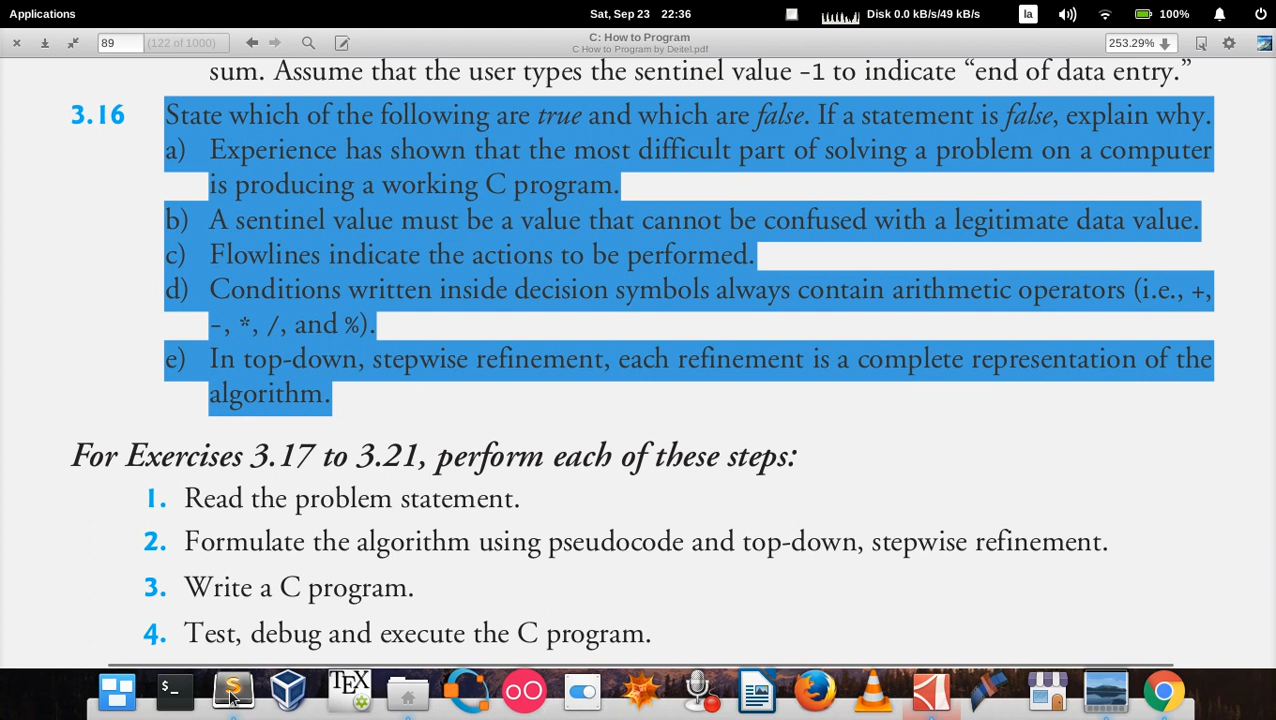 Applications
Sat, Sep 23 22:36
Disk 0.0 kB/s/49 kB/s
la
100%
89 (122 of 1000)
C: How to Program
C How to Program by Deitel.pdf
253.29%
sum. Assume that the user types the sentinel value -1 to indicate “end of data entry.”
3.16 State which of the following are true and which are false. If a statement is false, explain why.
a) Experience has shown that the most difficult part of solving a problem on a computer
is producing a working C program.
b) A sentinel value must be a value that cannot be confused with a legitimate data value.
c) Flowlines indicate the actions to be performed.
d) Conditions written inside decision symbols always contain arithmetic operators (i.e., +,
-, *, /, and %).
e) In top-down, stepwise refinement, each refinement is a complete representation of the
algorithm.
For Exercises 3.17 to 3.21, perform each of these steps:
1. Read the problem statement.
2. Formulate the algorithm using pseudocode and top-down, stepwise refinement.
3. Write a C program.
4. Test, debug and execute the C program.
$_
S
TEX